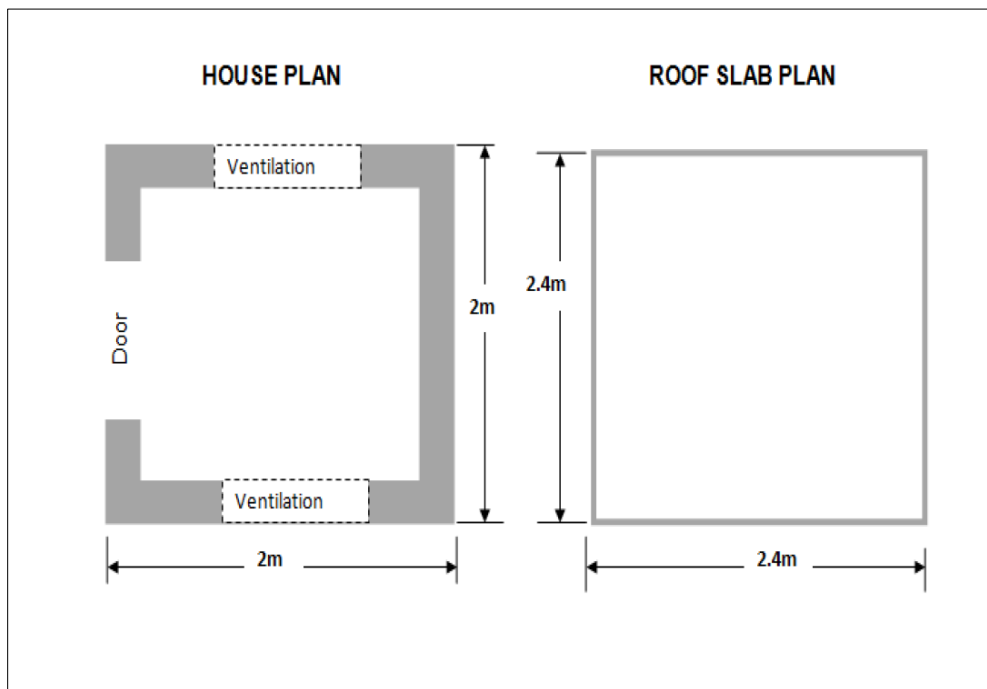 HOUSE PLAN
ROOF SLAB PLAN
Ventilation
Door
2m
Ventilation
2m
2.4m
2.4m